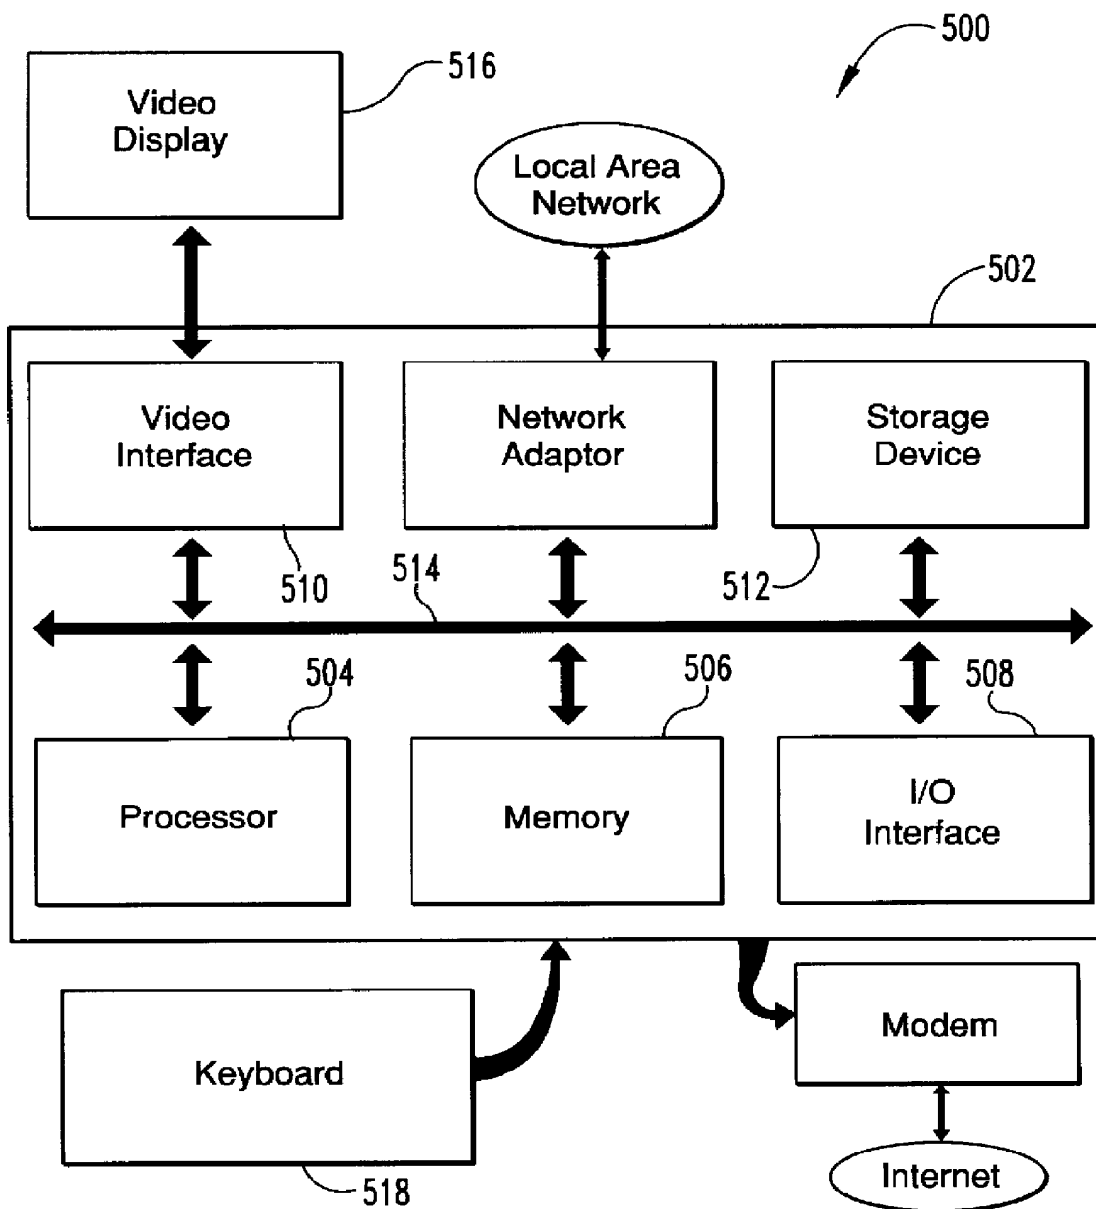 500
516
Video
Display
Local Area
Network
502
Video
Interface
Network
Adaptor
Storage
Device
510
514
512
504
506
508
Processor
Memory
I/O
Interface
Keyboard
Modem
518
Internet